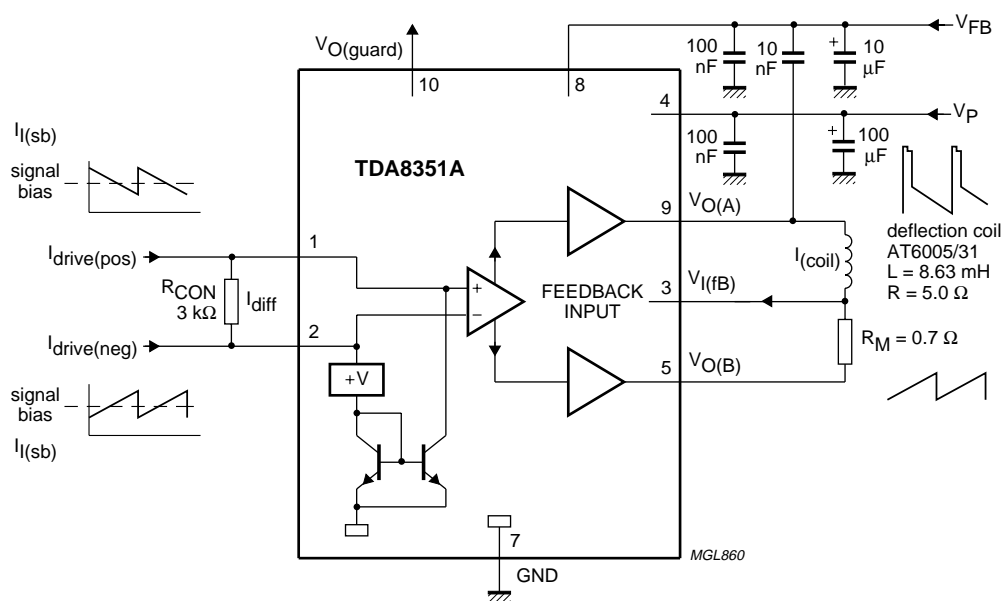 V_FB
V_O(guard)
100
nF
10
nF
+
10
μF
10
8
4
V_P
100
nF
+
100
μF
I_I(sb)
signal
bias
TDA8351A
9
V_O(A)
1
I_drive(pos)
R_CON
3 kΩ
I_diff
2
I_drive(neg)
+
−
FEEDBACK
INPUT
3
V_I(fB)
I_(coil)
deflection coil
AT6005/31
L = 8.63 mH
R = 5.0 Ω
R_M = 0.7 Ω
5
V_O(B)
+V
signal
bias
I_I(sb)
7
GND
MGL860